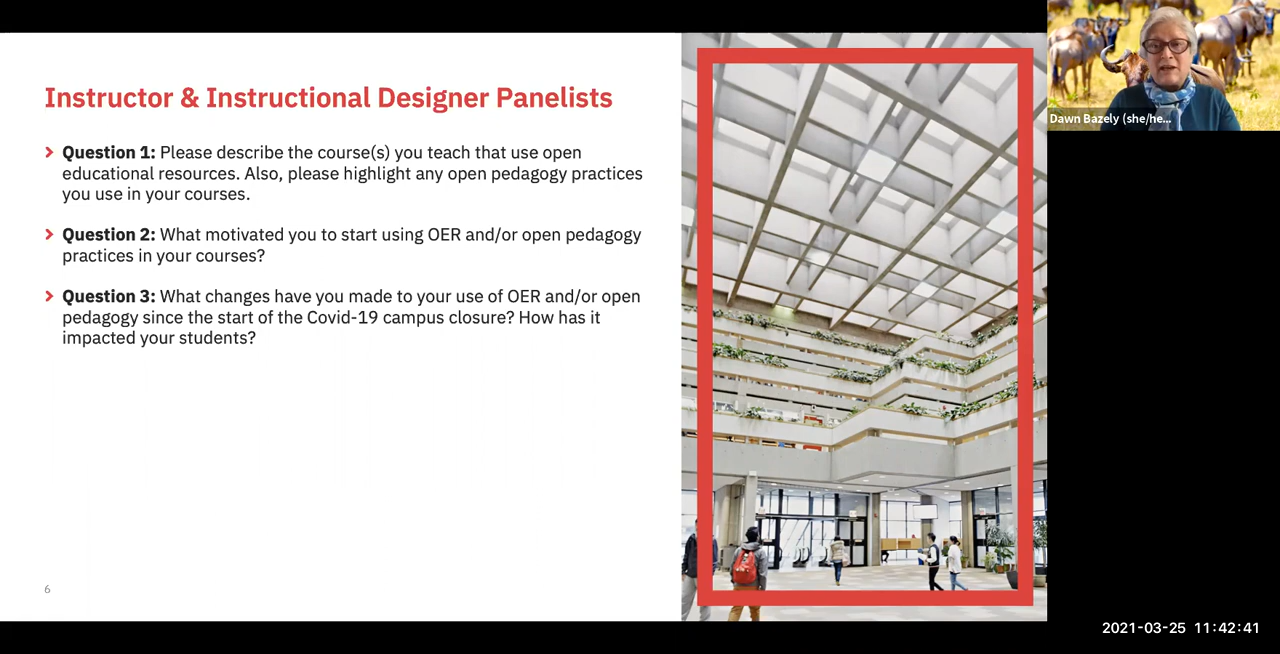 Instructor & Instructional Designer Panelists
Question 1: Please describe the course(s) you teach that use open
educational resources. Also, please highlight any open pedagogy practices
you use in your courses.
Question 2: What motivated you to start using OER and/or open pedagogy
practices in your courses?
Question 3: What changes have you made to your use of OER and/or open
pedagogy since the start of the Covid-19 campus closure? How has it
impacted your students?
6
Dawn Bazely (she/he...
2021-03-25 11:42:41